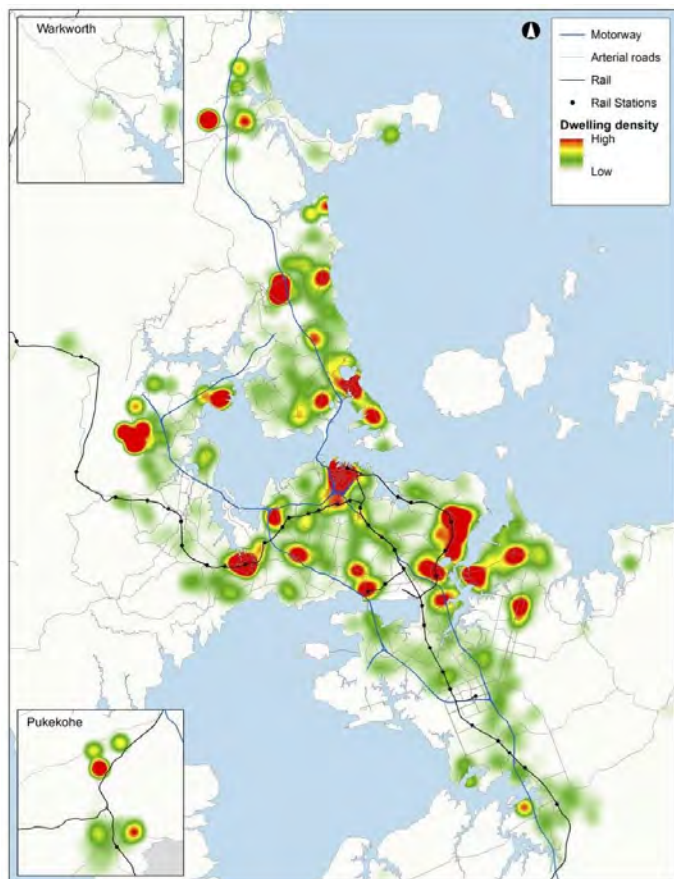 Warkworth
Motorway
Arterial roads
Rail
Rail Stations
Dwelling density
High
Low
Pukekohe